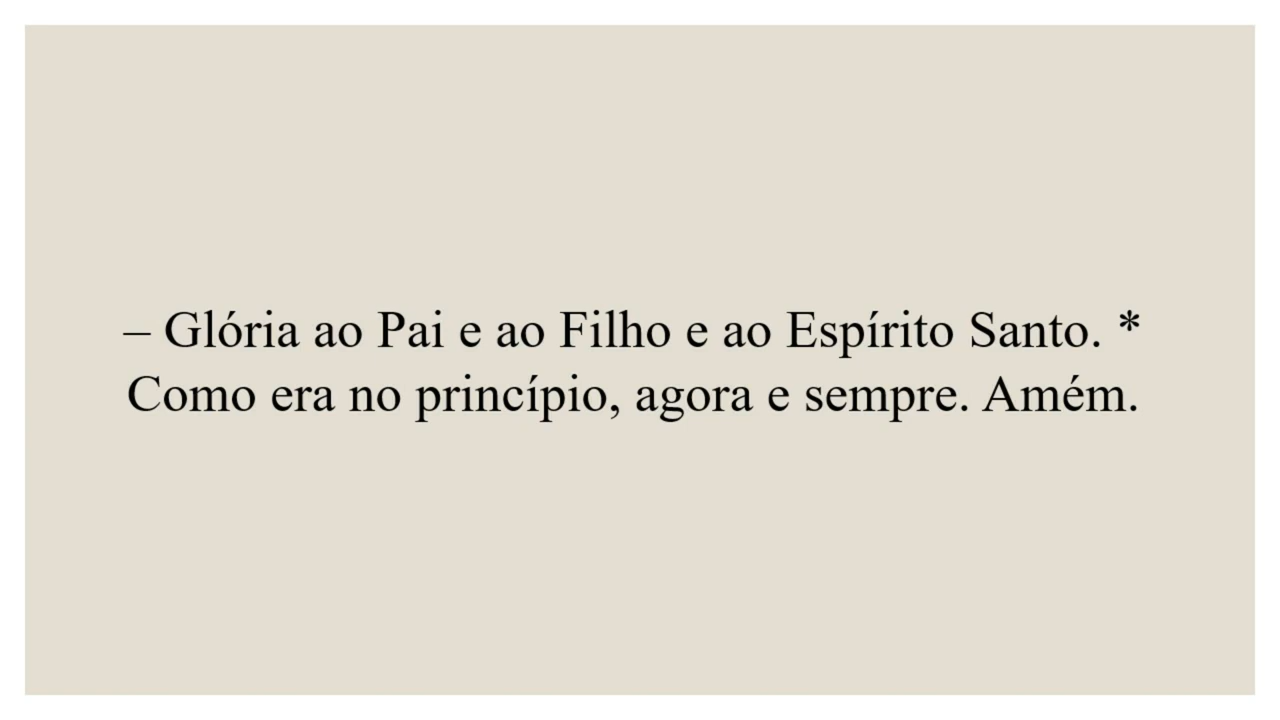 – Glória ao Pai e ao Filho e ao Espírito Santo. *
Como era no princípio, agora e sempre. Amém.